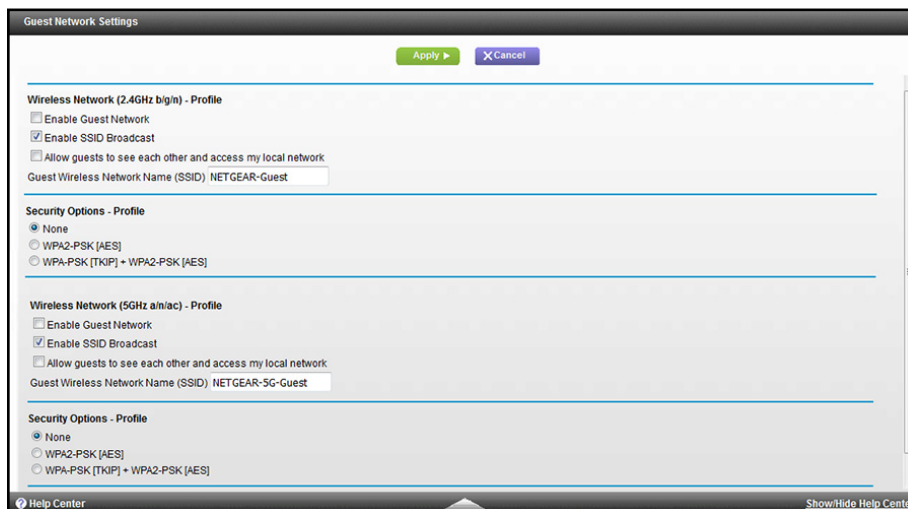 Guest Network Settings
Apply
Cancel
Wireless Network (2.4GHz b/g/n) - Profile
Enable Guest Network
Enable SSID Broadcast
Allow guests to see each other and access my local network
Guest Wireless Network Name (SSID) NETGEAR-Guest
Security Options - Profile
None
WPA2-PSK [AES]
WPA-PSK [TKIP] + WPA2-PSK [AES]
Wireless Network (5GHz a/n/ac) - Profile
Enable Guest Network
Enable SSID Broadcast
Allow guests to see each other and access my local network
Guest Wireless Network Name (SSID) NETGEAR-5G-Guest
Security Options - Profile
None
WPA2-PSK [AES]
WPA-PSK [TKIP] + WPA2-PSK [AES]
? Help Center
Show/Hide Help Cente